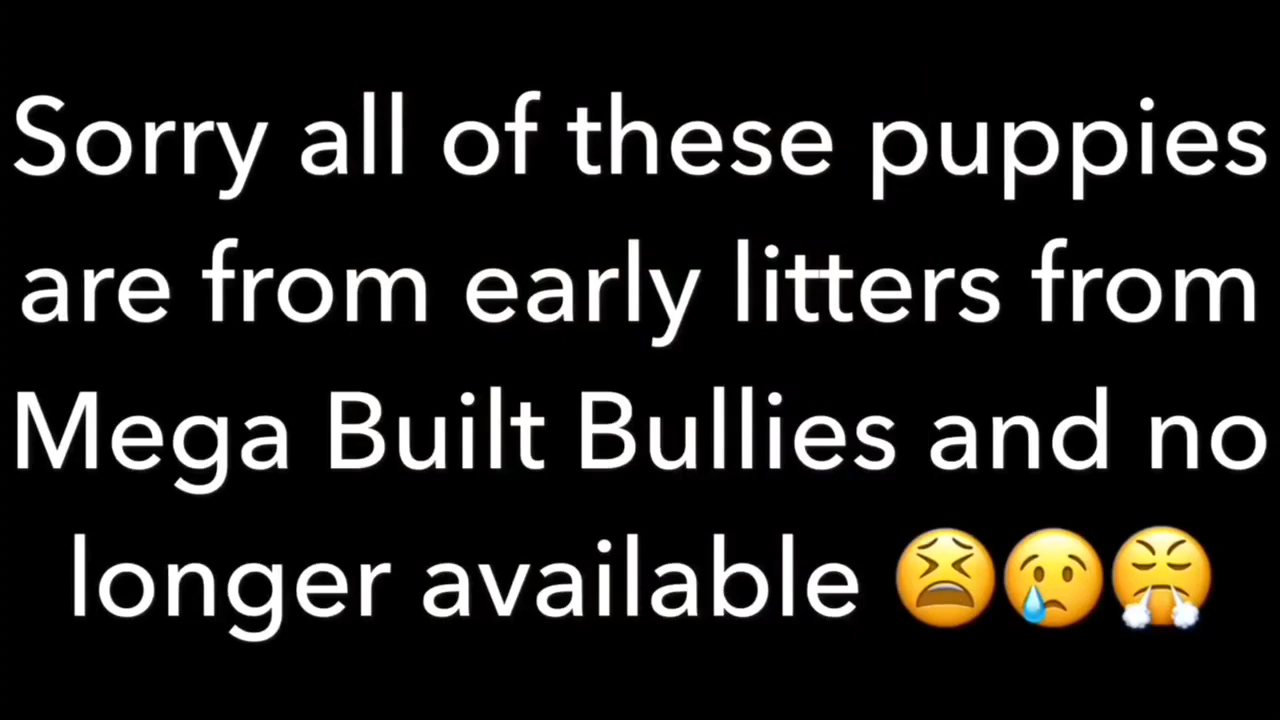 Sorry all of these puppies
are from early litters from
Mega Built Bullies and no
longer available 😫😢😤